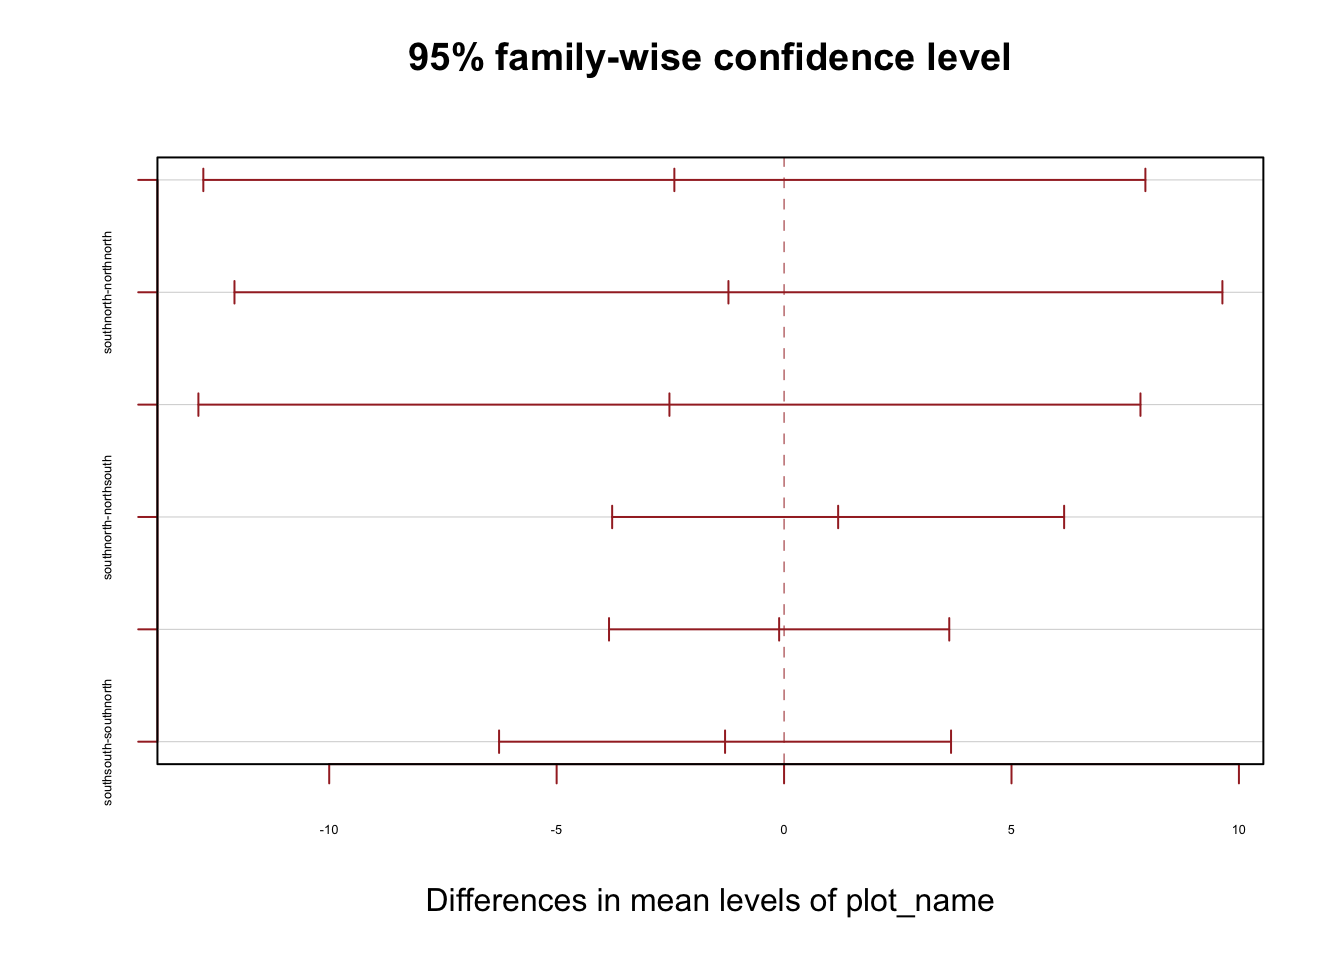 95% family-wise confidence level
southnorth-northnorth
southnorth-northsouth
southsouth-southnorth
-10 -5 0 5 10
Differences in mean levels of plot_name